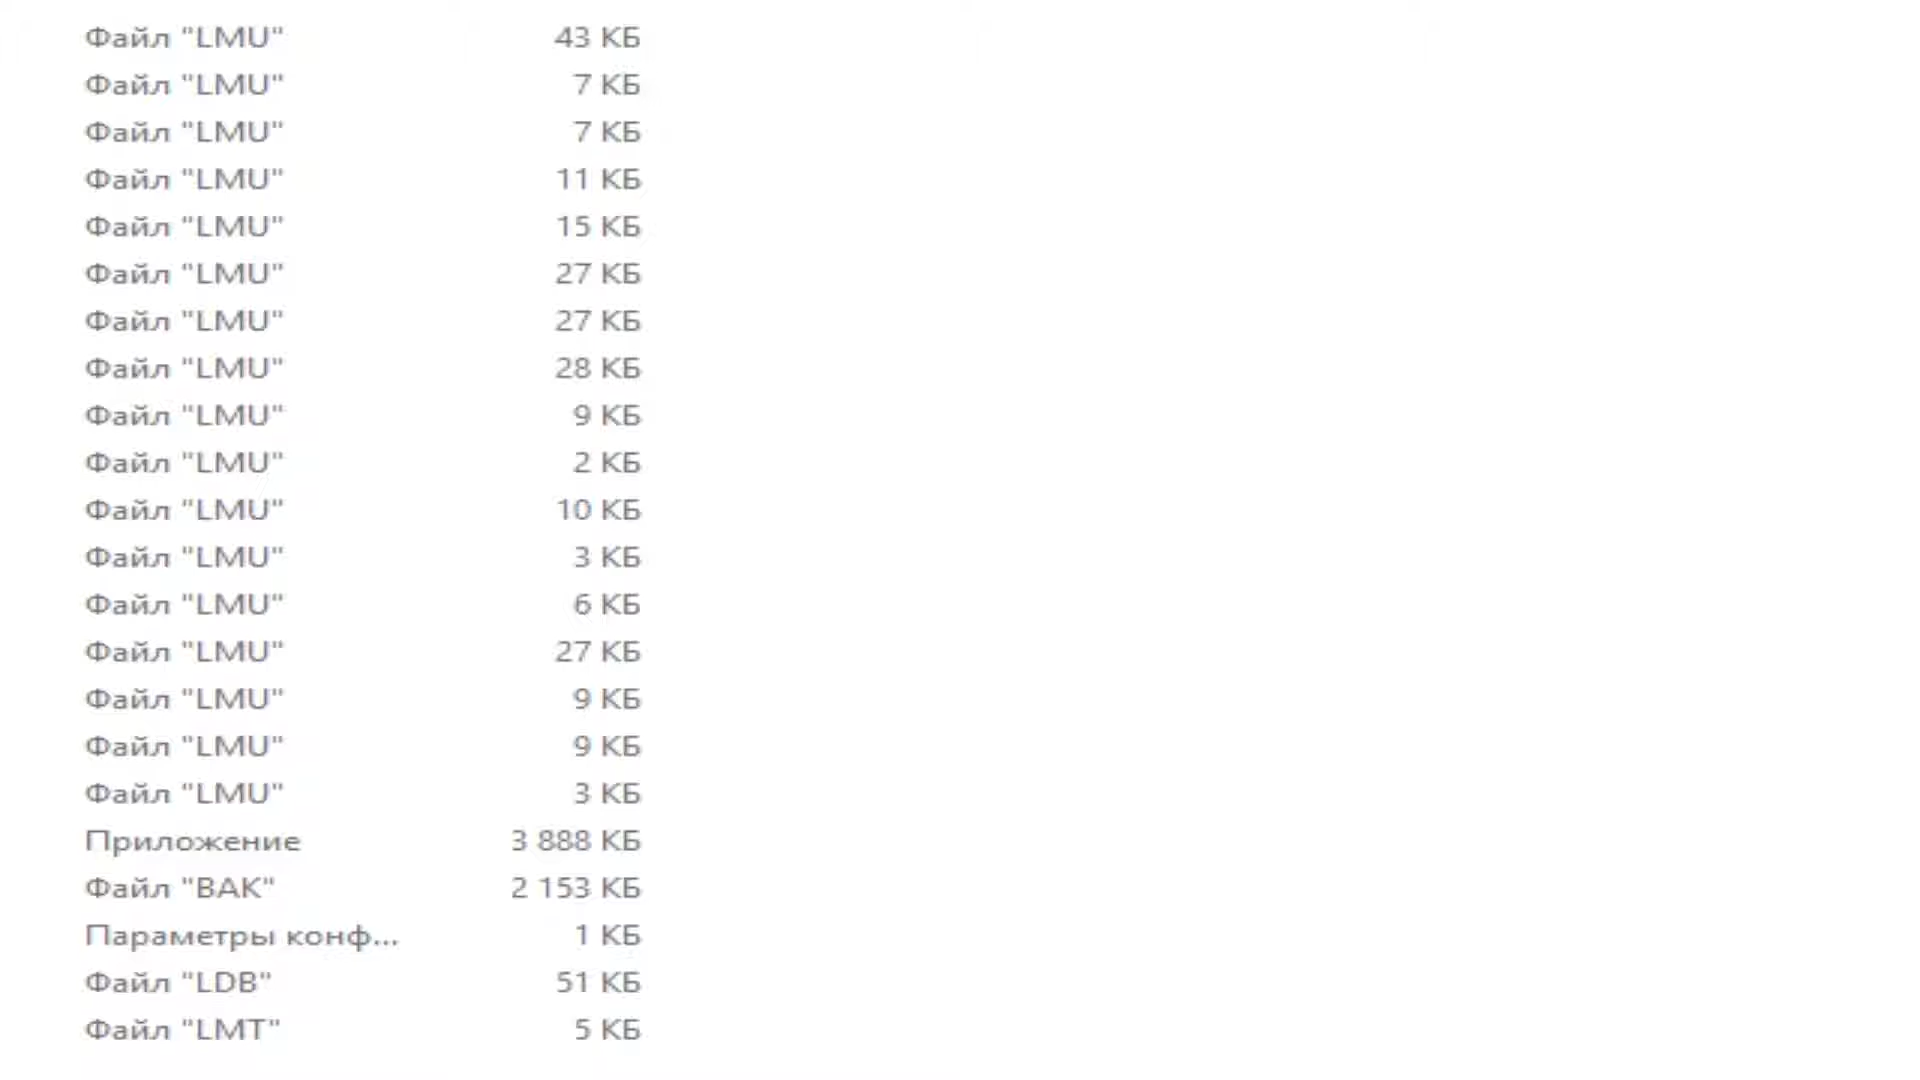 Файл "LMU" 43 КБ
Файл "LMU" 7 КБ
Файл "LMU" 7 КБ
Файл "LMU" 11 КБ
Файл "LMU" 15 КБ
Файл "LMU" 27 КБ
Файл "LMU" 27 КБ
Файл "LMU" 28 КБ
Файл "LMU" 9 КБ
Файл "LMU" 2 КБ
Файл "LMU" 10 КБ
Файл "LMU" 3 КБ
Файл "LMU" 6 КБ
Файл "LMU" 27 КБ
Файл "LMU" 9 КБ
Файл "LMU" 9 КБ
Файл "LMU" 3 КБ
Приложение 3 888 КБ
Файл "BAK" 2 153 КБ
Параметры конф... 1 КБ
Файл "LDB" 51 КБ
Файл "LMT" 5 КБ